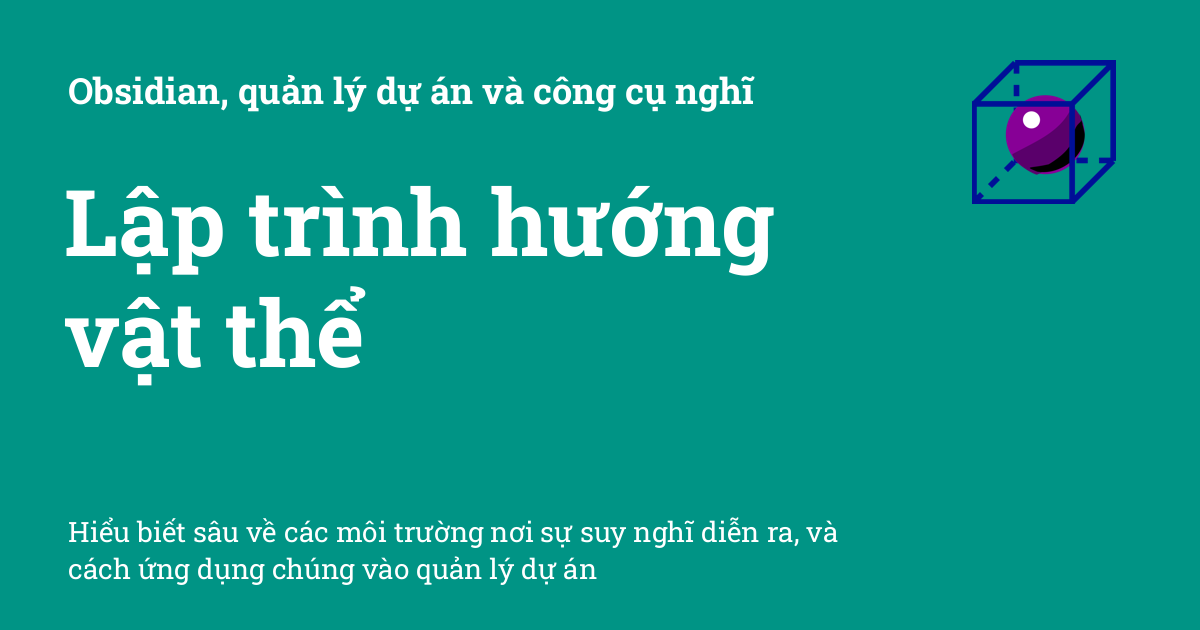 Obsidian, quản lý dự án và công cụ nghĩ
Lập trình hướng
vật thể
Hiểu biết sâu về các môi trường nơi sự suy nghĩ diễn ra, và
cách ứng dụng chúng vào quản lý dự án